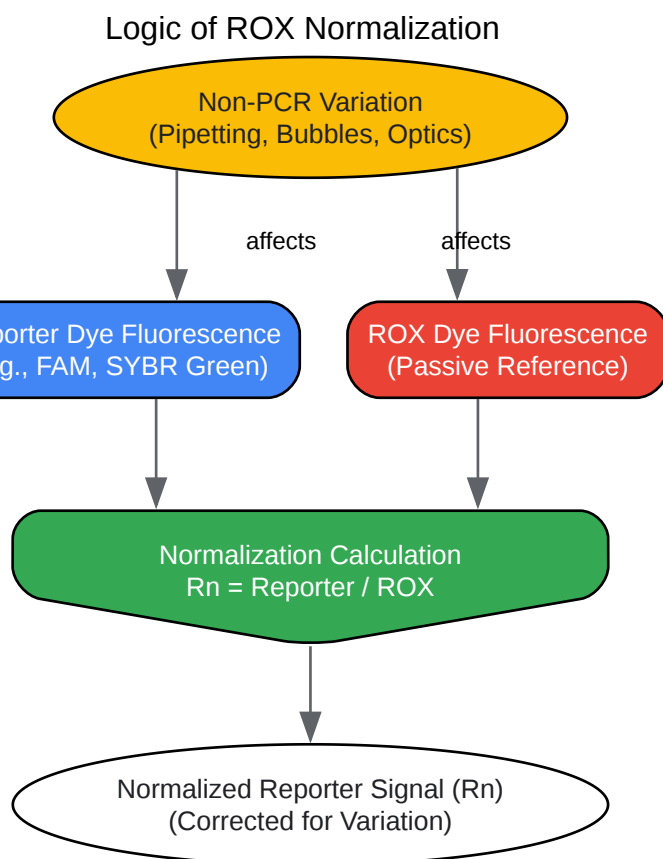 Logic of ROX Normalization
Non-PCR Variation
(Pipetting, Bubbles, Optics)
affects
affects
porter Dye Fluorescence
g., FAM, SYBR Green)
ROX Dye Fluorescence
(Passive Reference)
Normalization Calculation
Rn = Reporter / ROX
Normalized Reporter Signal (Rn)
(Corrected for Variation)